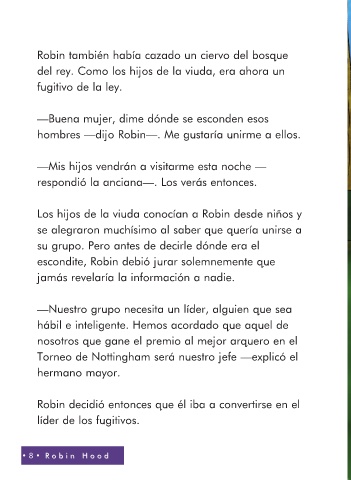 Robin también había cazado un ciervo del bosque
del rey. Como los hijos de la viuda, era ahora un
fugitivo de la ley.
—Buena mujer, dime dónde se esconden esos
hombres —dijo Robin—. Me gustaría unirme a ellos.
—Mis hijos vendrán a visitarme esta noche —
respondió la anciana—. Los verás entonces.
Los hijos de la viuda conocían a Robin desde niños y
se alegraron muchísimo al saber que quería unirse a
su grupo. Pero antes de decirle dónde era el
escondite, Robin debió jurar solemnemente que
jamás revelaría la información a nadie.
—Nuestro grupo necesita un líder, alguien que sea
hábil e inteligente. Hemos acordado que aquel de
nosotros que gane el premio al mejor arquero en el
Torneo de Nottingham será nuestro jefe —explicó el
hermano mayor.
Robin decidió entonces que él iba a convertirse en el
líder de los fugitivos.
• 8 • Robin Hood